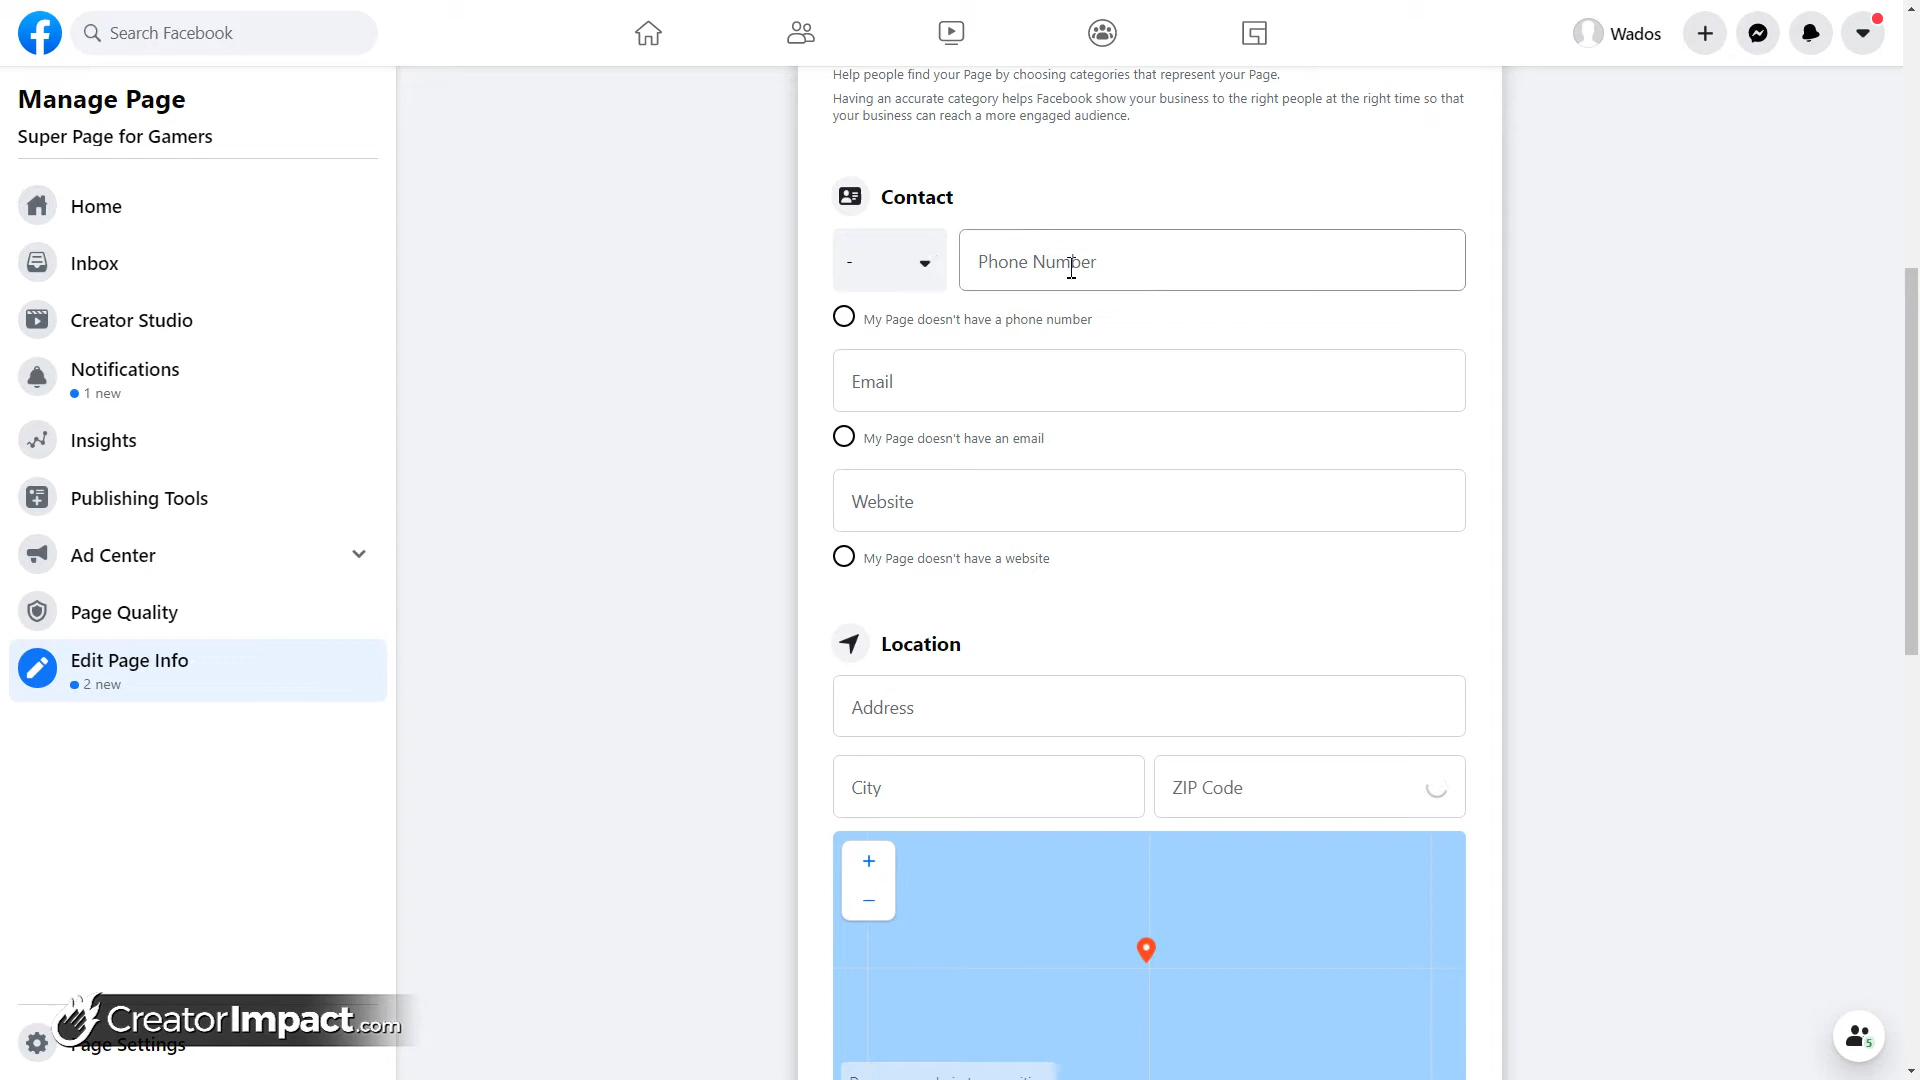 Search Facebook
Wados
Manage Page
Super Page for Gamers
Home
Inbox
Creator Studio
Notifications
1 new
Insights
Publishing Tools
Ad Center
Page Quality
Edit Page Info
2 new
CreatorImpact.com
Page Settings
Help people find your Page by choosing categories that represent your Page.
Having an accurate category helps Facebook show your business to the right people at the right time so that
your business can reach a more engaged audience.
Contact
-
Phone Number
My Page doesn't have a phone number
Email
My Page doesn't have an email
Website
My Page doesn't have a website
Location
Address
City
ZIP Code
+
−
5